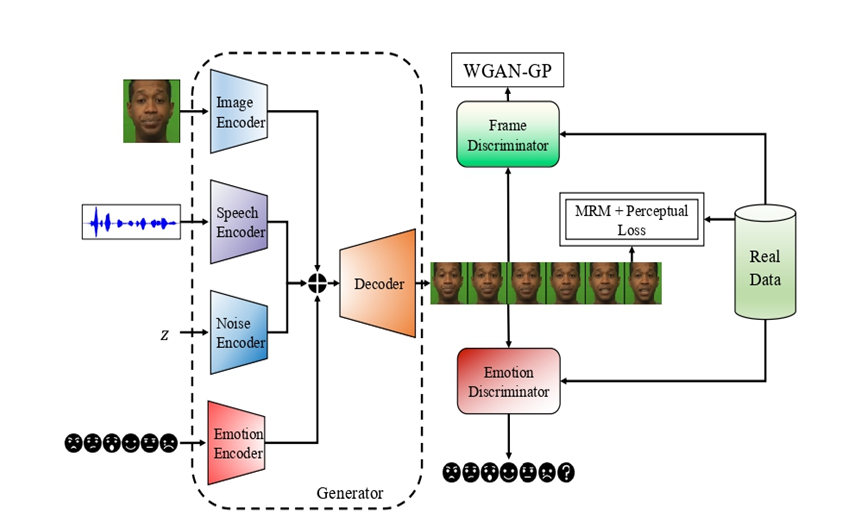 WGAN-GP
Image
Encoder
Frame
Discriminator
Speech
Encoder
MRM + Perceptual
Loss
Real
Data
Decoder
Noise
Encoder
z
Emotion
Discriminator
Emotion
Encoder
?
Generator